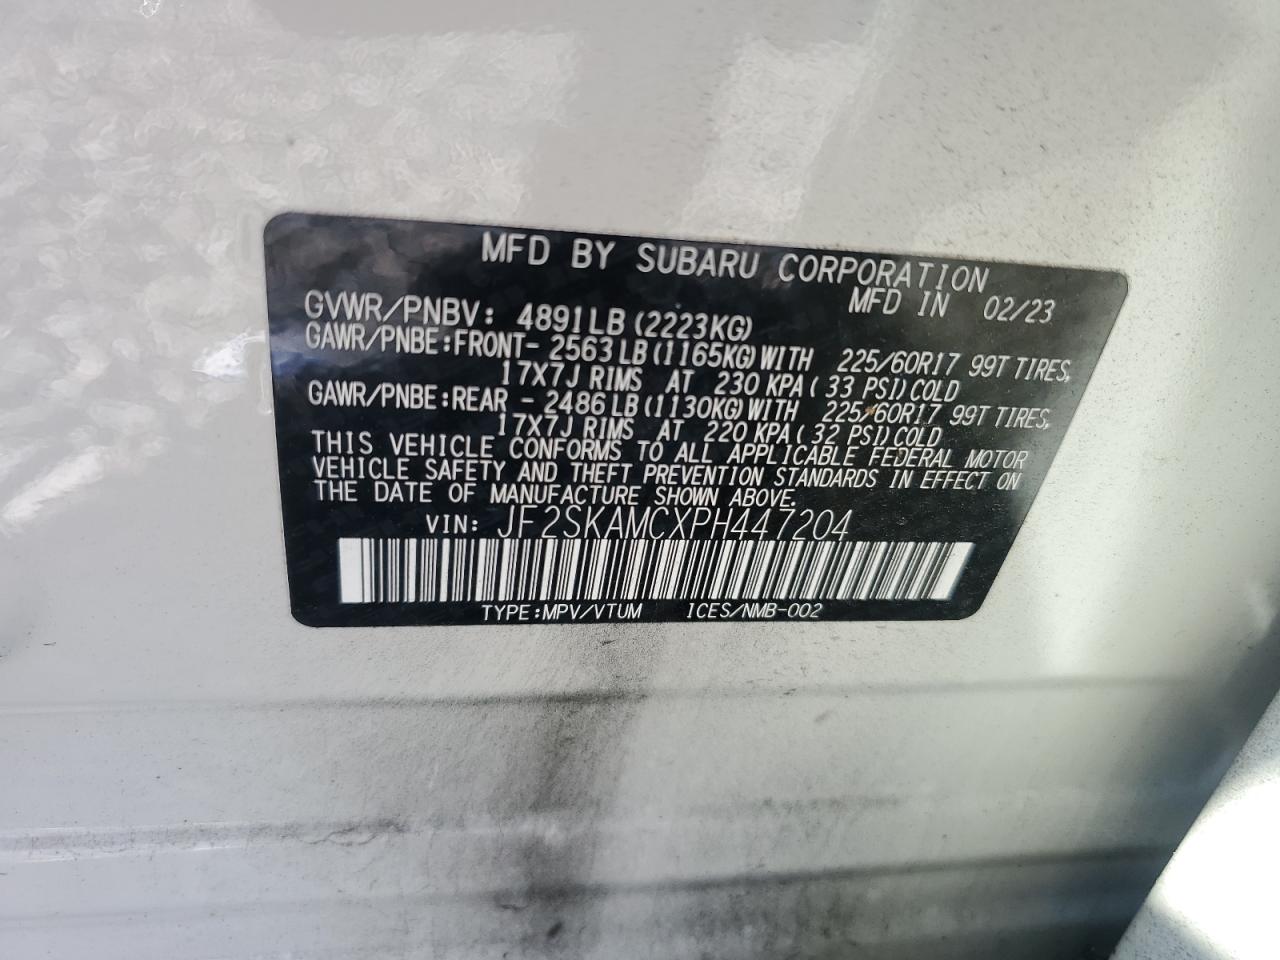 MFD BY SUBARU CORPORATION
MFD IN 02/23
GVWR/PNBV: 4891LB (2223KG)
GAWR/PNBE:FRONT- 2563LB(1165KG)WITH 225/60R17 99T TIRES,
17X7J RIMS AT 230 KPA( 33 PSI)COLD
GAWR/PNBE:REAR - 2486LB(1130KG)WITH 225/60R17 99T TIRES,
17X7J RIMS AT 220 KPA( 32 PSI)COLD
THIS VEHICLE CONFORMS TO ALL APPLICABLE FEDERAL MOTOR
VEHICLE SAFETY AND THEFT PREVENTION STANDARDS IN EFFECT ON
THE DATE OF MANUFACTURE SHOWN ABOVE.
VIN: JF2SKAMCXPH447204
TYPE:MPV/VTUM ICES/NMB-002